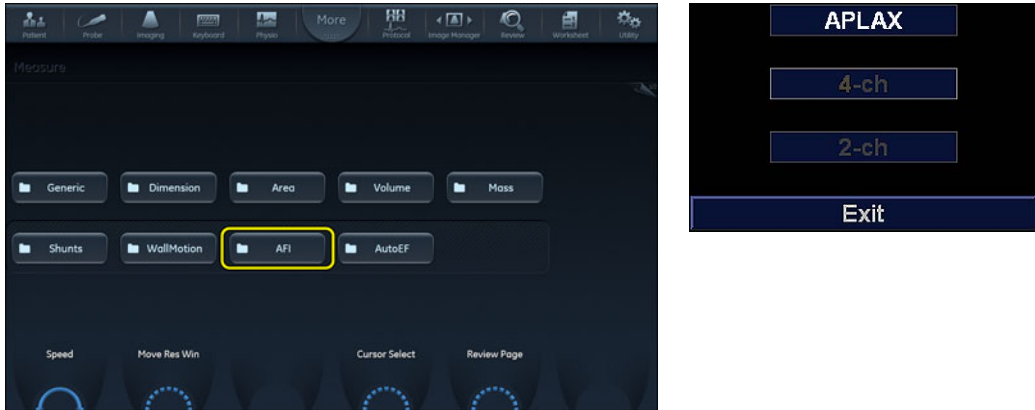 Patient Probe Imaging Keyboard Physio More Protocol Image Manager Review Worksheet Utility
Measure
Generic Dimension Area Volume Mass
Shunts WallMotion AFI AutoEF
Speed Move Res Win Cursor Select Review Page
APLAX
4-ch
2-ch
Exit